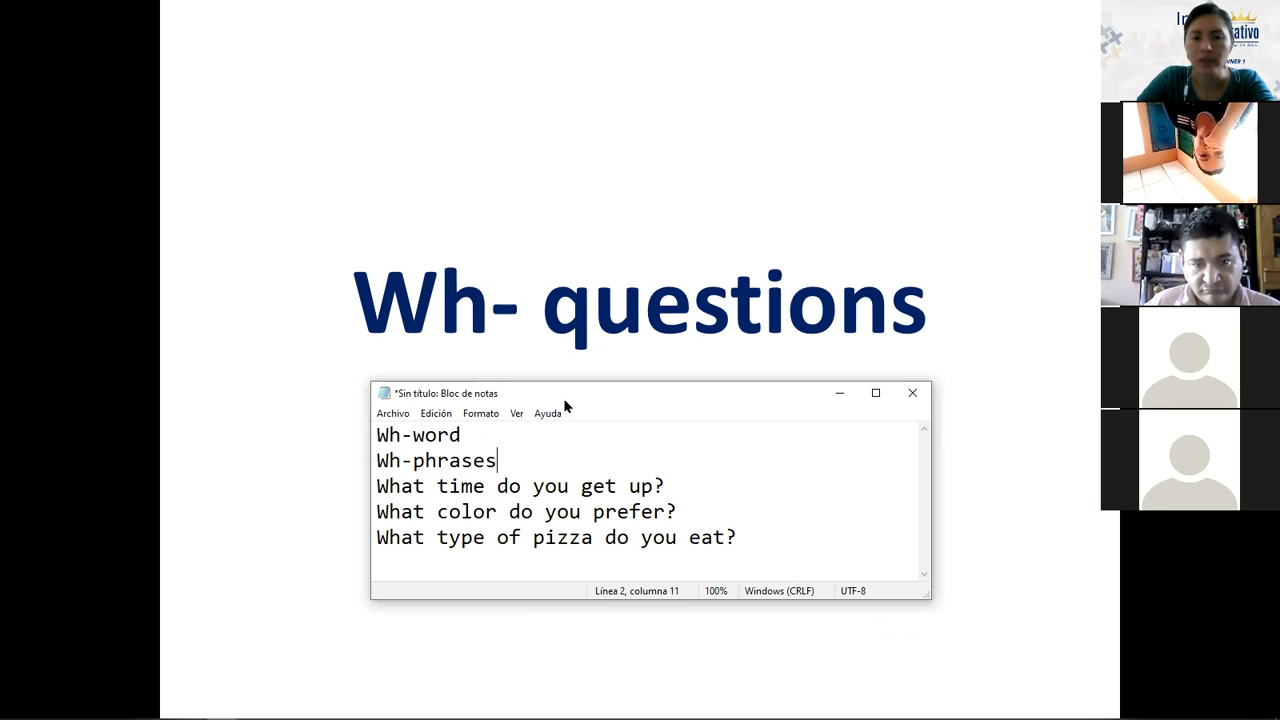 Wh- questions
*Sin título: Bloc de notas
Archivo Edición Formato Ver Ayuda
Wh-word
Wh-phrases
What time do you get up?
What color do you prefer?
What type of pizza do you eat?
Línea 2, columna 11 100% Windows (CRLF) UTF-8